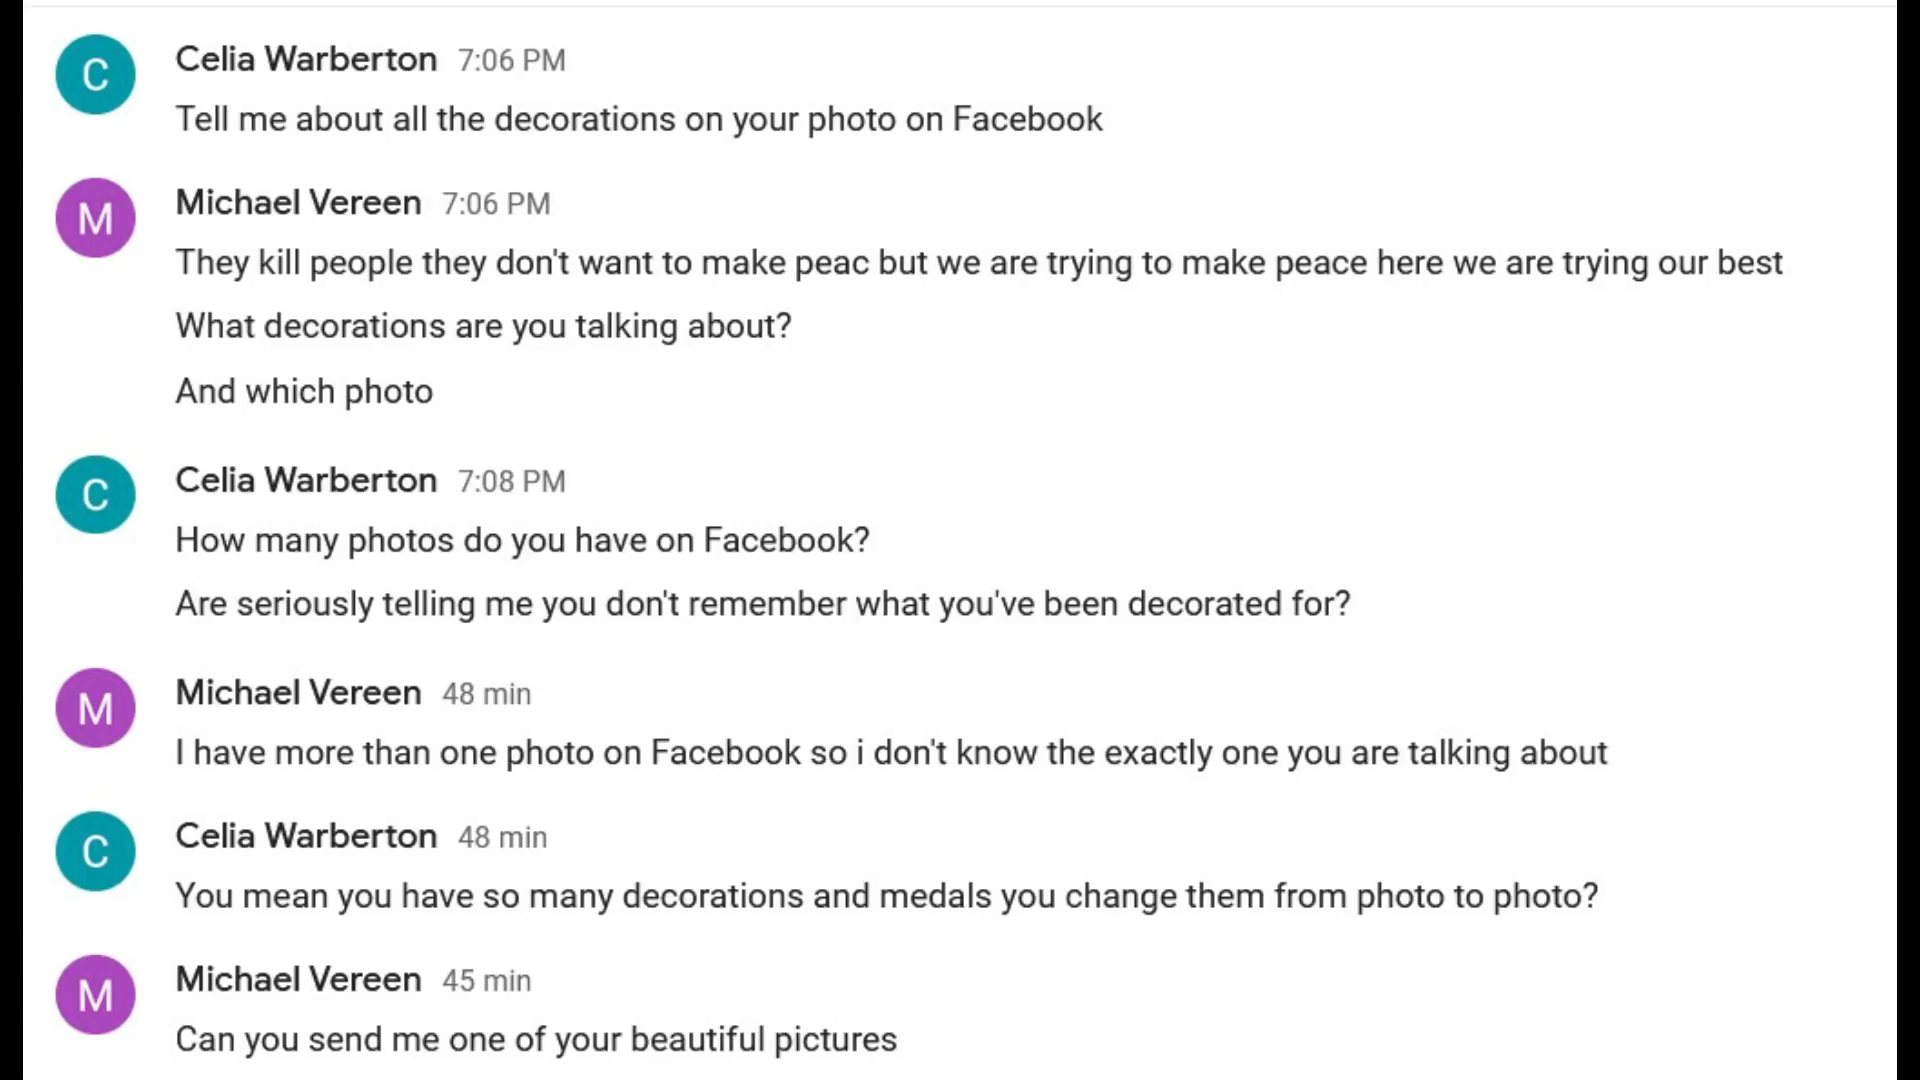 C
Celia Warberton 7:06 PM
Tell me about all the decorations on your photo on Facebook
M
Michael Vereen 7:06 PM
They kill people they don't want to make peac but we are trying to make peace here we are trying our best
What decorations are you talking about?
And which photo
C
Celia Warberton 7:08 PM
How many photos do you have on Facebook?
Are seriously telling me you don't remember what you've been decorated for?
M
Michael Vereen 48 min
I have more than one photo on Facebook so i don't know the exactly one you are talking about
C
Celia Warberton 48 min
You mean you have so many decorations and medals you change them from photo to photo?
M
Michael Vereen 45 min
Can you send me one of your beautiful pictures